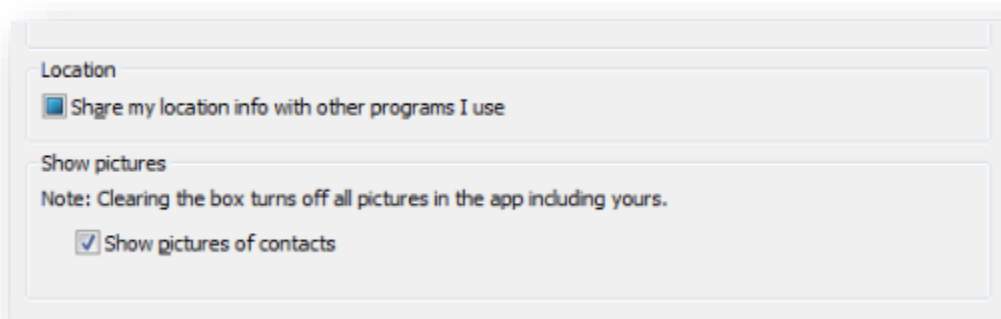 Location
Share my location info with other programs I use
Show pictures
Note: Clearing the box turns off all pictures in the app including yours.
Show pictures of contacts